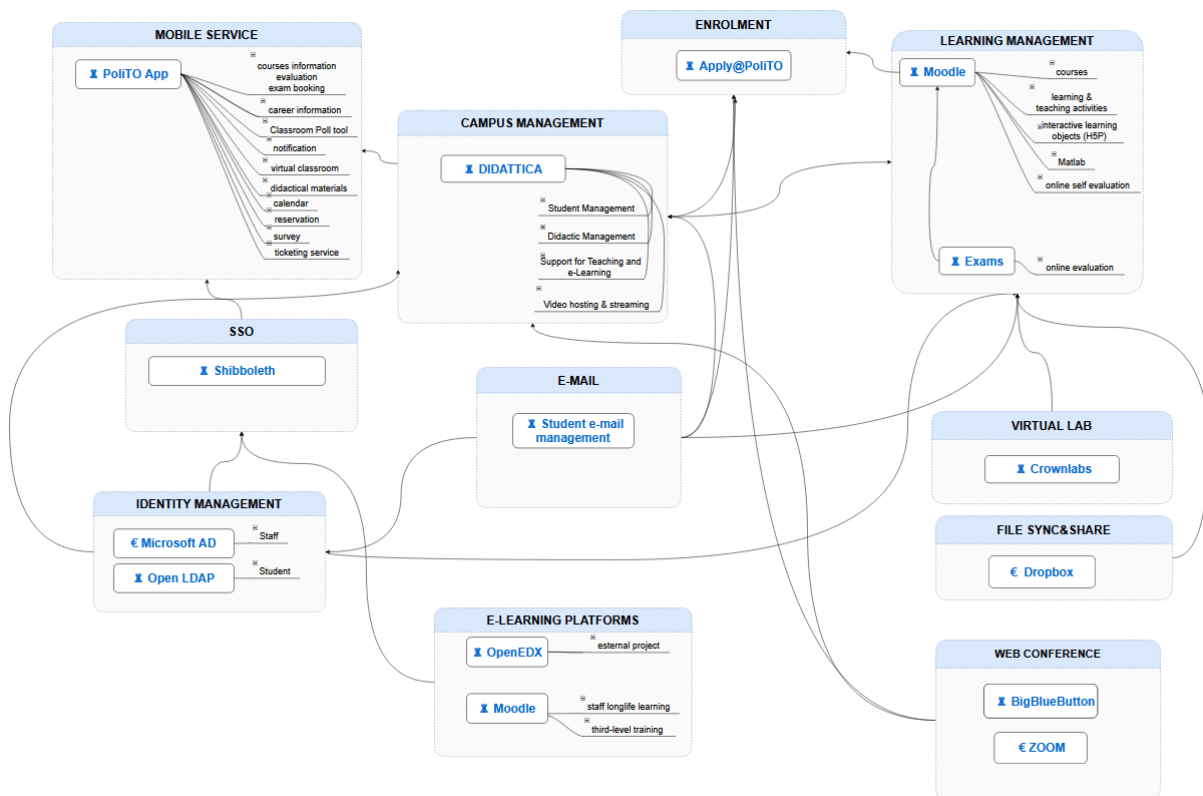 MOBILE SERVICE
PoliTO App
courses information
evaluation
exam booking
career information
Classroom Poll tool
notification
virtual classroom
didactical materials
calendar
reservation
survey
ticketing service
ENROLMENT
Apply@PoliTO
LEARNING MANAGEMENT
Moodle
courses
learning &
teaching activities
interactive learning
objects (H5P)
Matlab
online self evaluation
Exams
online evaluation
CAMPUS MANAGEMENT
DIDATTICA
Student Management
Didactic Management
Support for Teaching and
e-Learning
Video hosting & streaming
SSO
Shibboleth
E-MAIL
Student e-mail
management
VIRTUAL LAB
Crownlabs
IDENTITY MANAGEMENT
€ Microsoft AD
Staff
Open LDAP
Student
FILE SYNC&SHARE
€ Dropbox
E-LEARNING PLATFORMS
OpenEDX
esternal project
Moodle
staff longlife learning
third-level training
WEB CONFERENCE
BigBlueButton
€ ZOOM